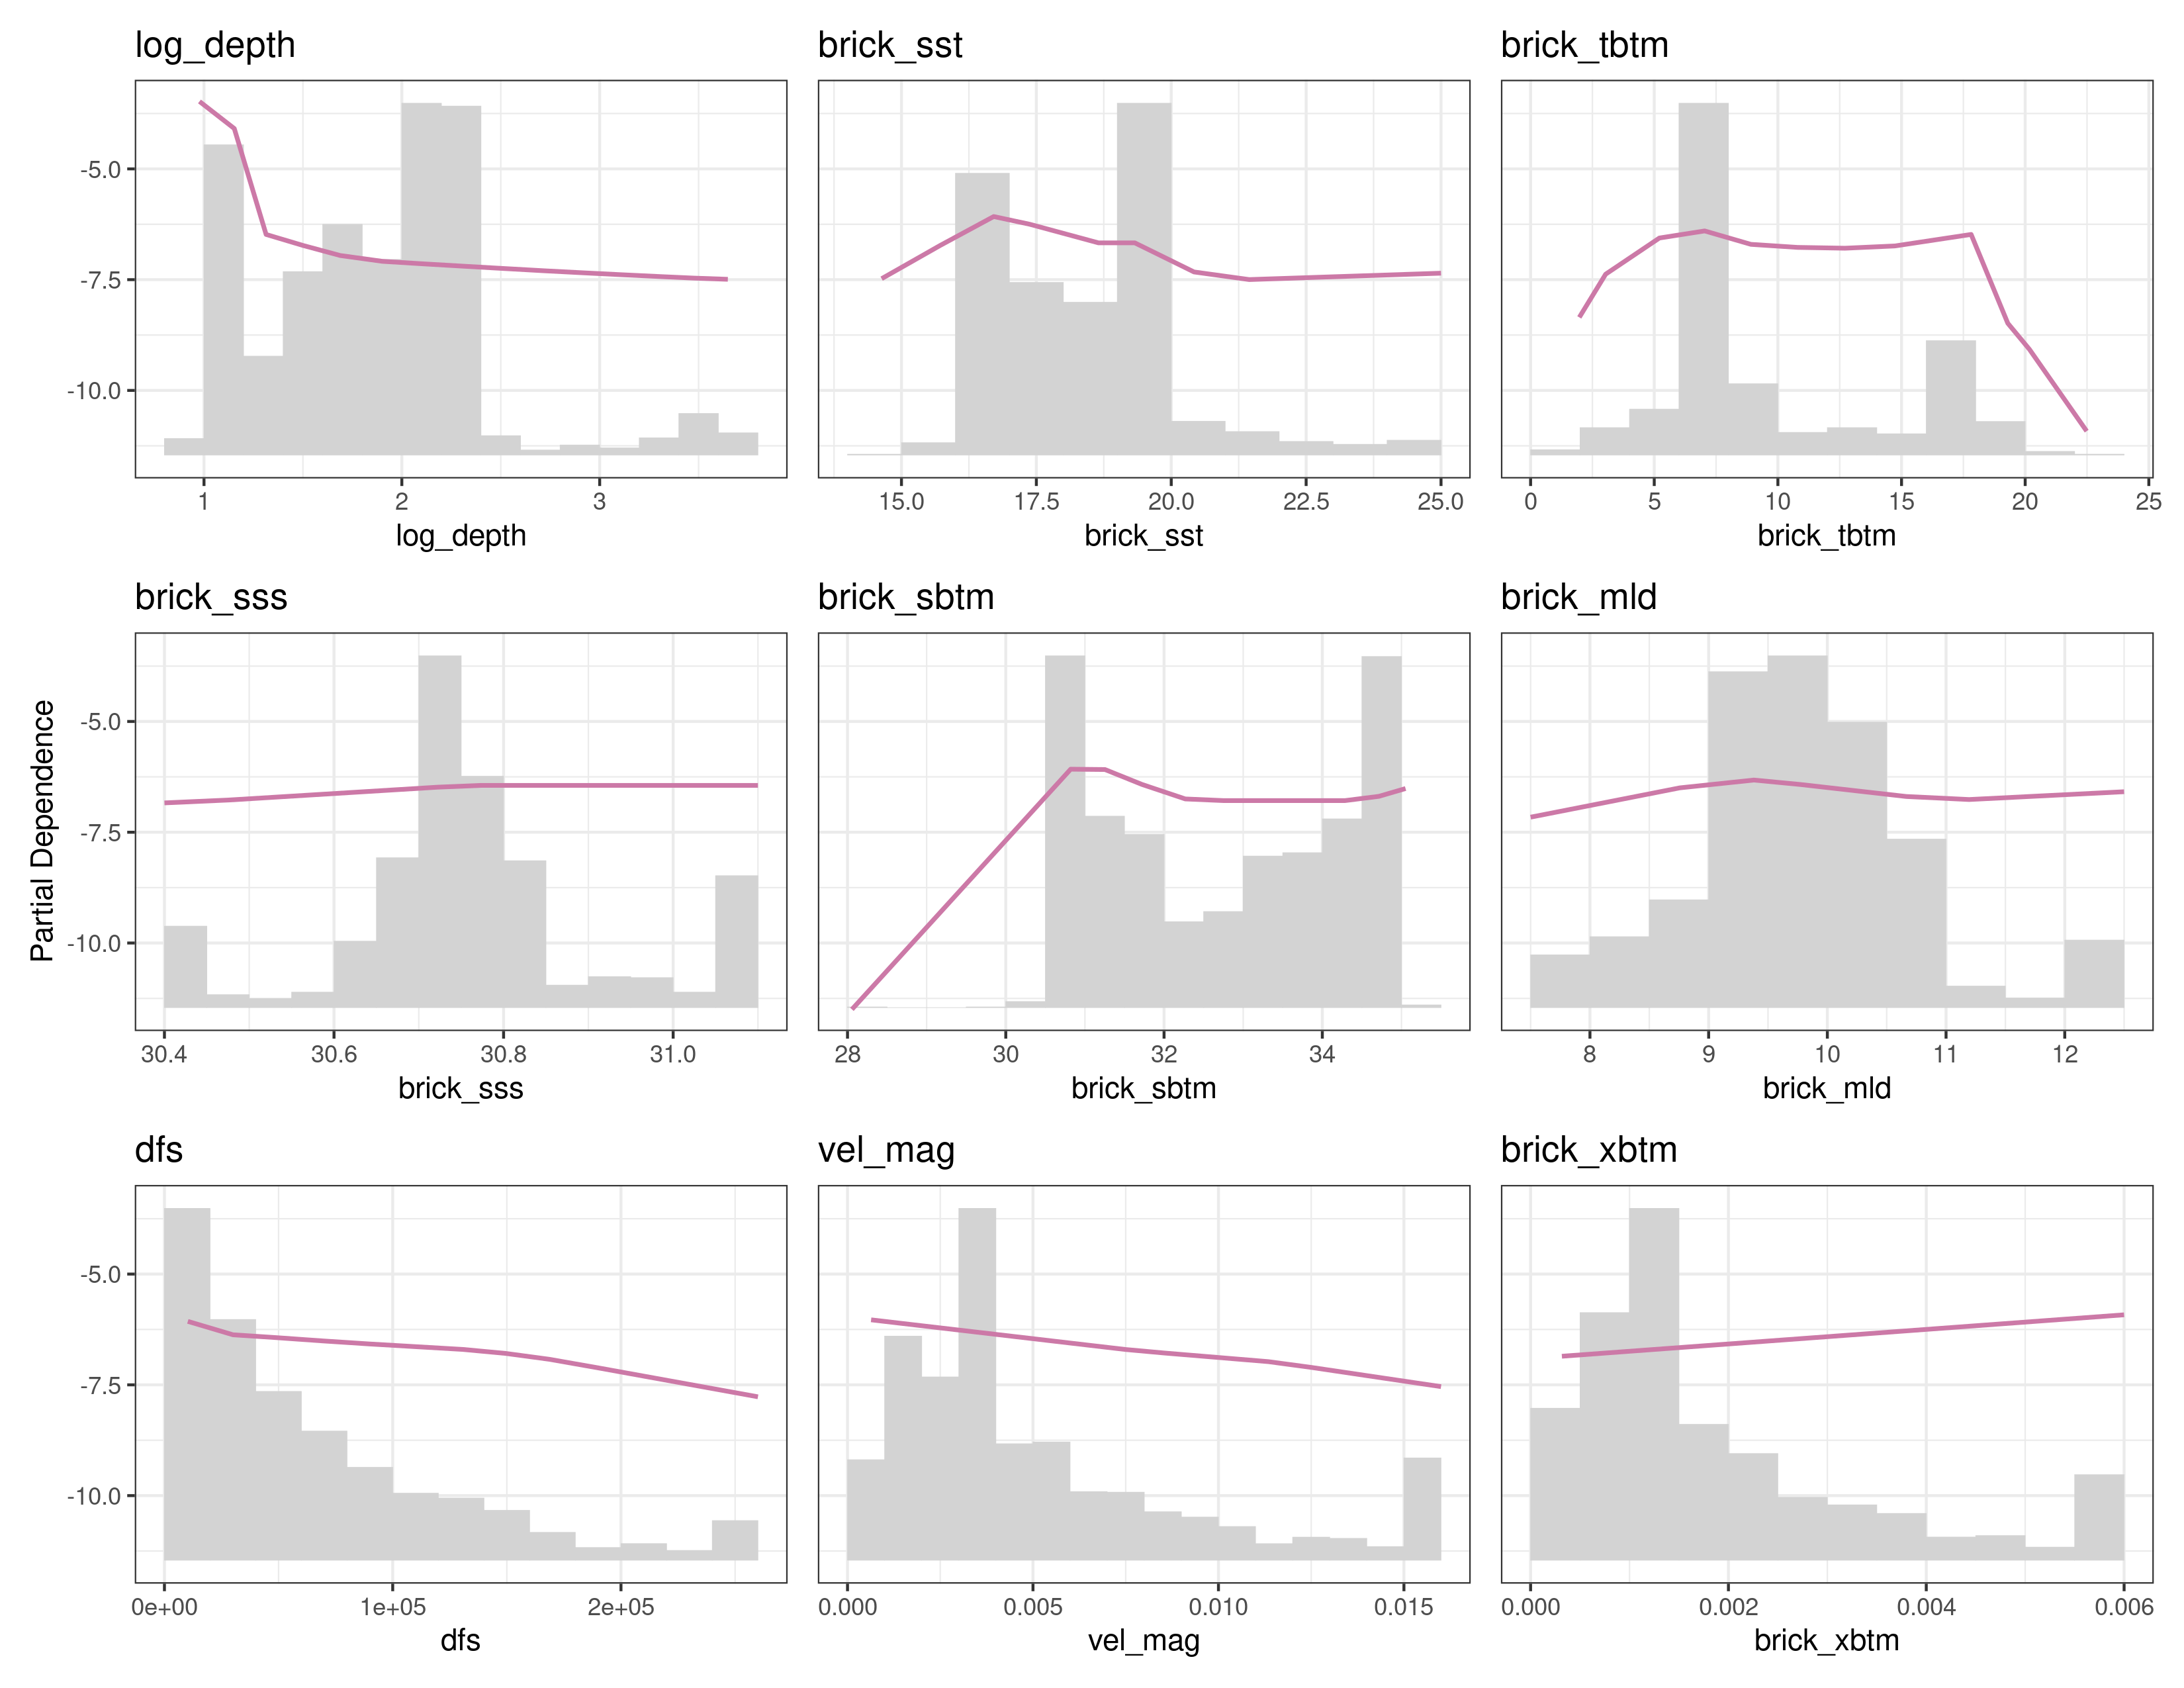 log_depth
brick_sst
brick_tbtm
-5.0
-7.5
-10.0
1 2 3
15.0 17.5 20.0 22.5 25.0
0 5 10 15 20 25
log_depth
brick_sst
brick_tbtm
brick_sss
brick_sbtm
brick_mld
Partial Dependence
-5.0
-7.5
-10.0
30.4 30.6 30.8 31.0
28 30 32 34
8 9 10 11 12
brick_sss
brick_sbtm
brick_mld
dfs
vel_mag
brick_xbtm
-5.0
-7.5
-10.0
0e+00 1e+05 2e+05
0.000 0.005 0.010 0.015
0.000 0.002 0.004 0.006
dfs
vel_mag
brick_xbtm